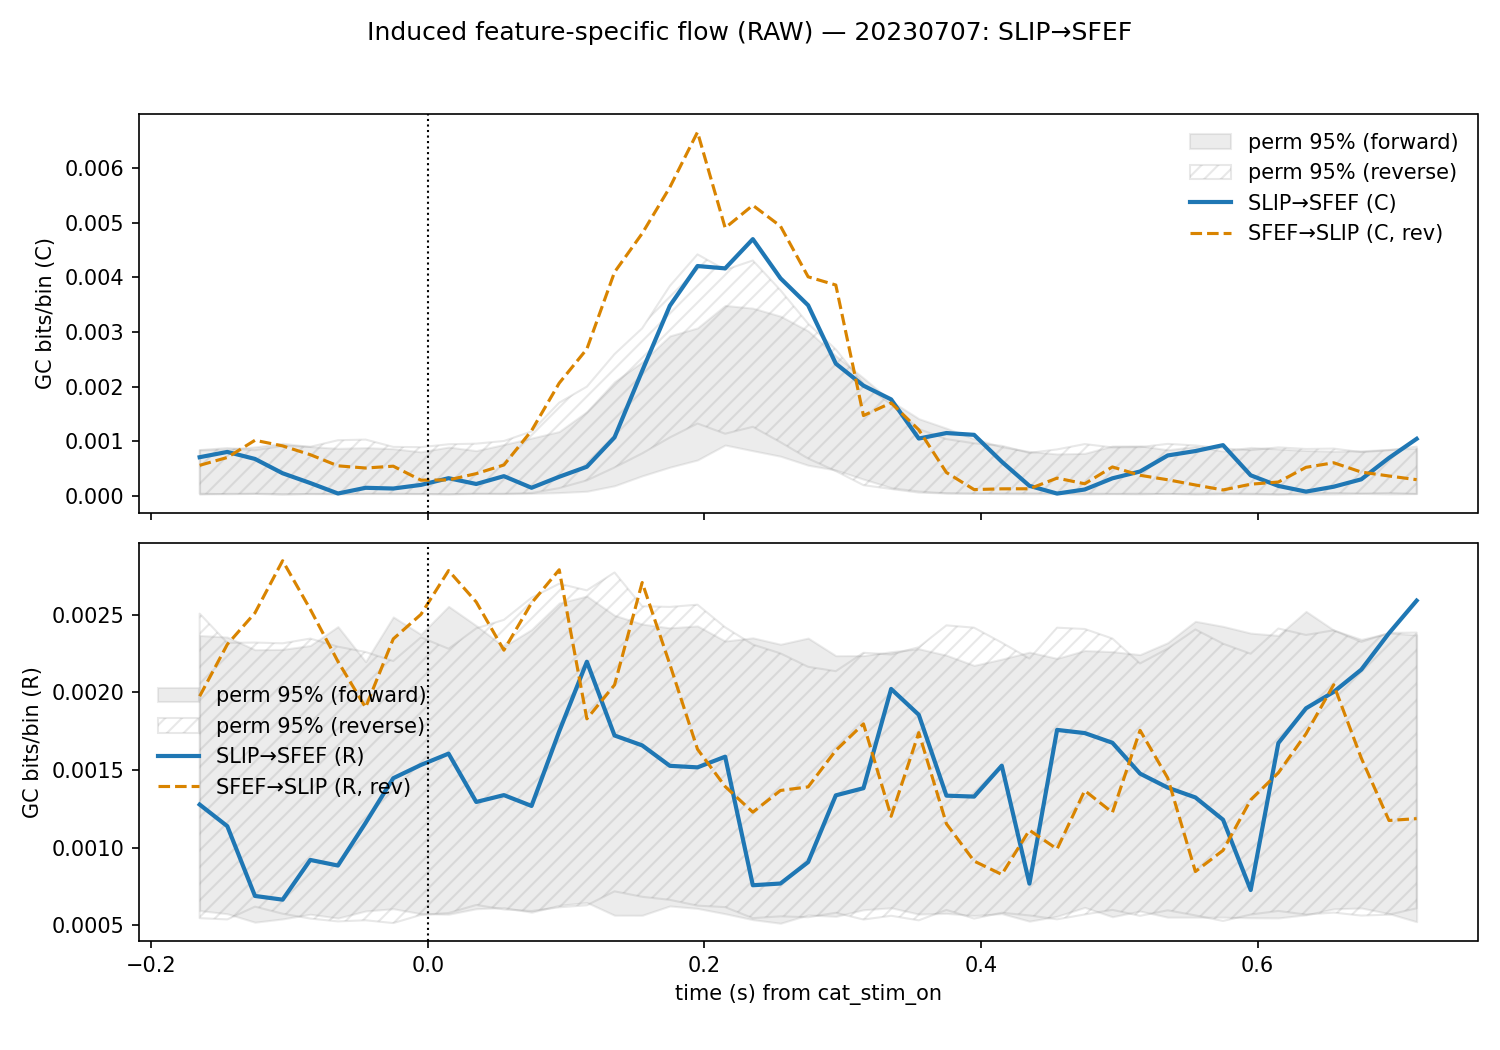 Induced feature-specific flow (RAW) — 20230707: SLIP→SFEF
GC bits/bin (C)
0.006
0.005
0.004
0.003
0.002
0.001
0.000
perm 95% (forward)
perm 95% (reverse)
SLIP→SFEF (C)
SFEF→SLIP (C, rev)
GC bits/bin (R)
0.0025
0.0020
0.0015
0.0010
0.0005
perm 95% (forward)
perm 95% (reverse)
SLIP→SFEF (R)
SFEF→SLIP (R, rev)
−0.2 0.0 0.2 0.4 0.6
time (s) from cat_stim_on